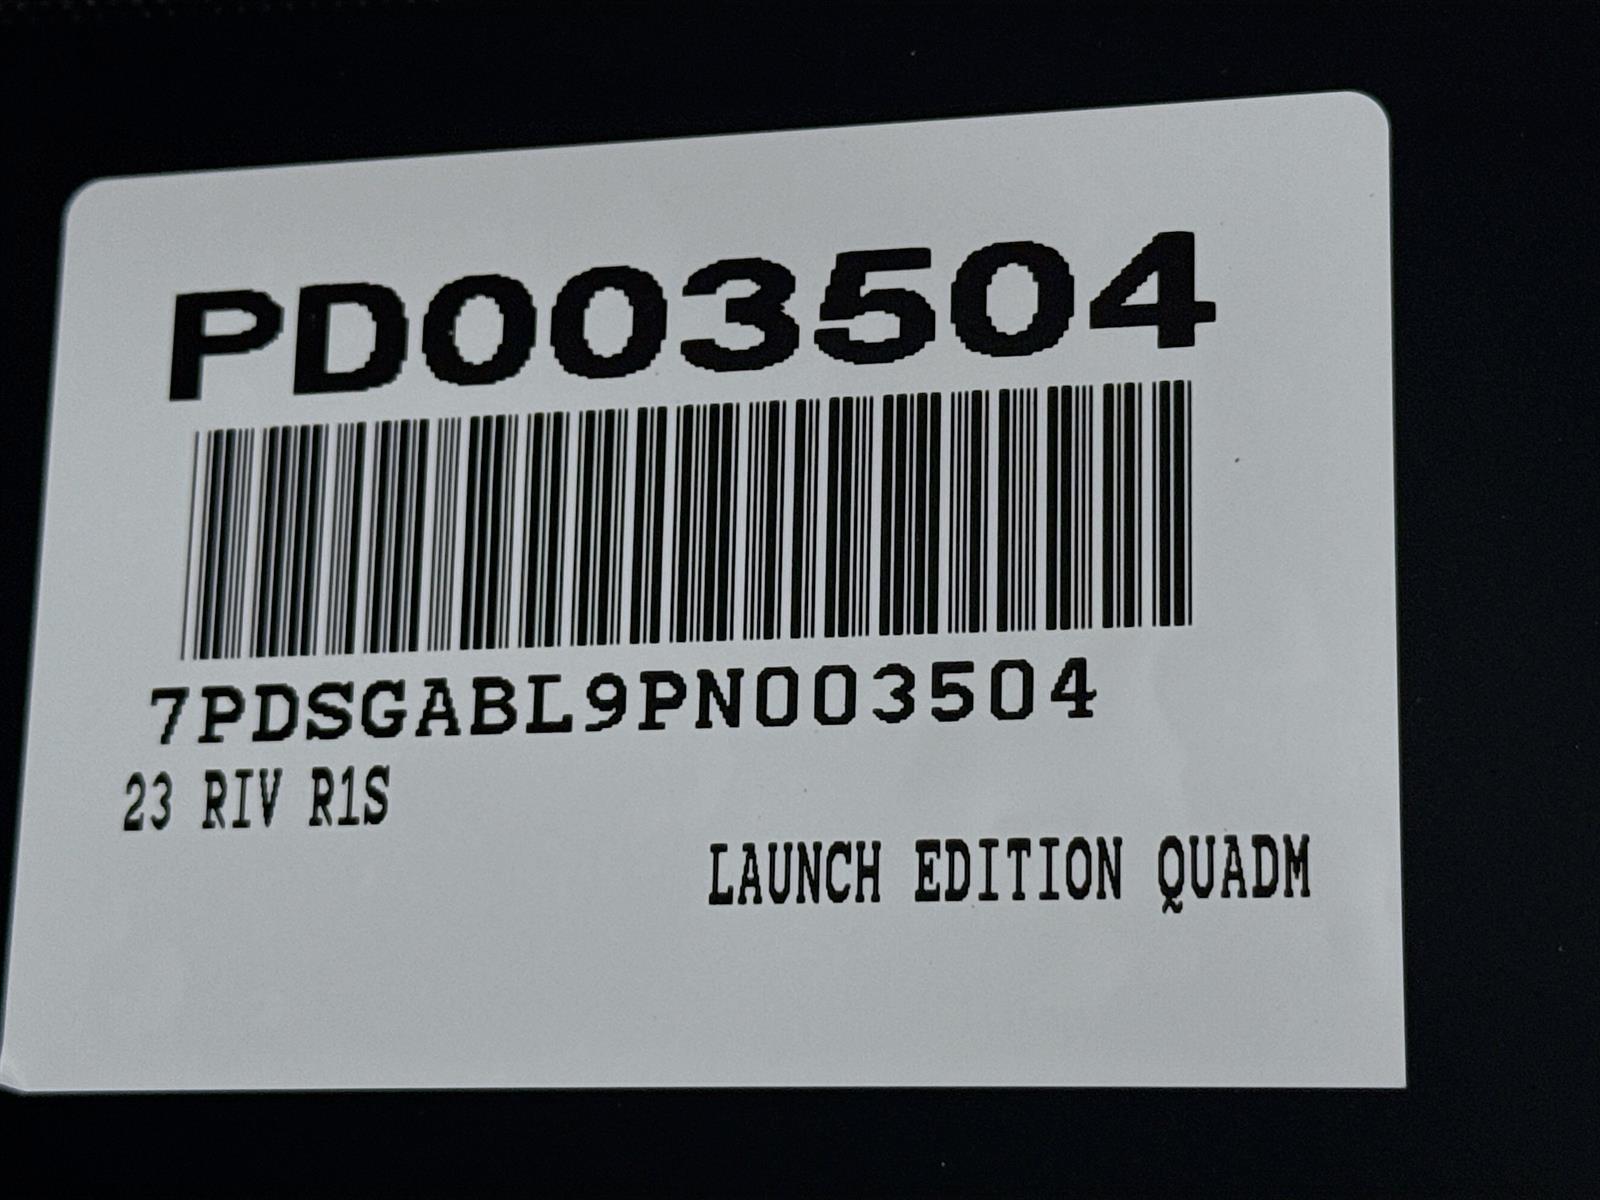 PD003504
7PDSGABL9PN003504
23 RIV R1S
LAUNCH EDITION QUADM